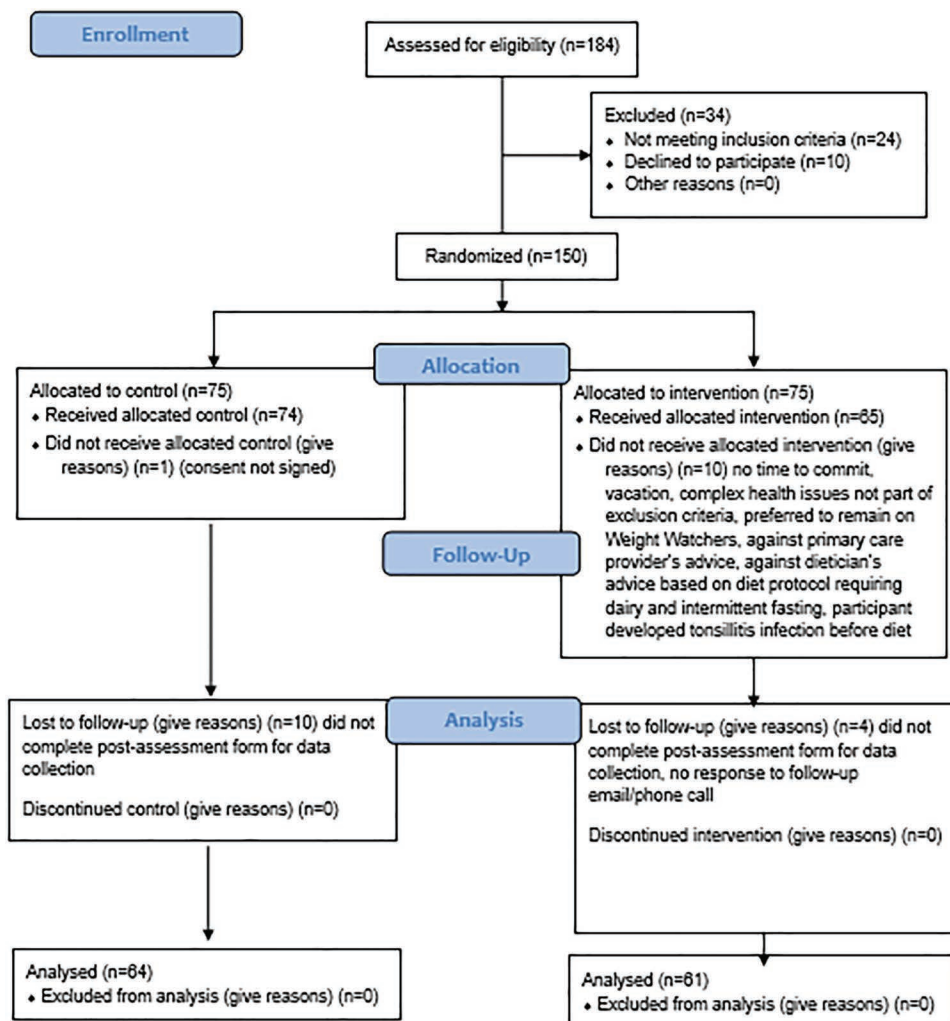 Enrollment
Assessed for eligibility (n=184)
Excluded (n=34)
⬥ Not meeting inclusion criteria (n=24)
⬥ Declined to participate (n=10)
⬥ Other reasons (n=0)
Randomized (n=150)
Allocation
Allocated to control (n=75)
⬥ Received allocated control (n=74)
⬥ Did not receive allocated control (give
reasons) (n=1) (consent not signed)
Allocated to intervention (n=75)
⬥ Received allocated intervention (n=65)
⬥ Did not receive allocated intervention (give
reasons) (n=10) no time to commit,
vacation, complex health issues not part of
exclusion criteria, preferred to remain on
Weight Watchers, against primary care
provider's advice, against dietician's
advice based on diet protocol requiring
dairy and intermittent fasting, participant
developed tonsillitis infection before diet
Follow-Up
Analysis
Lost to follow-up (give reasons) (n=10) did not
complete post-assessment form for data
collection
Discontinued control (give reasons) (n=0)
Lost to follow-up (give reasons) (n=4) did not
complete post-assessment form for data
collection, no response to follow-up
email/phone call
Discontinued intervention (give reasons) (n=0)
Analysed (n=64)
⬥ Excluded from analysis (give reasons) (n=0)
Analysed (n=61)
⬥ Excluded from analysis (give reasons) (n=0)